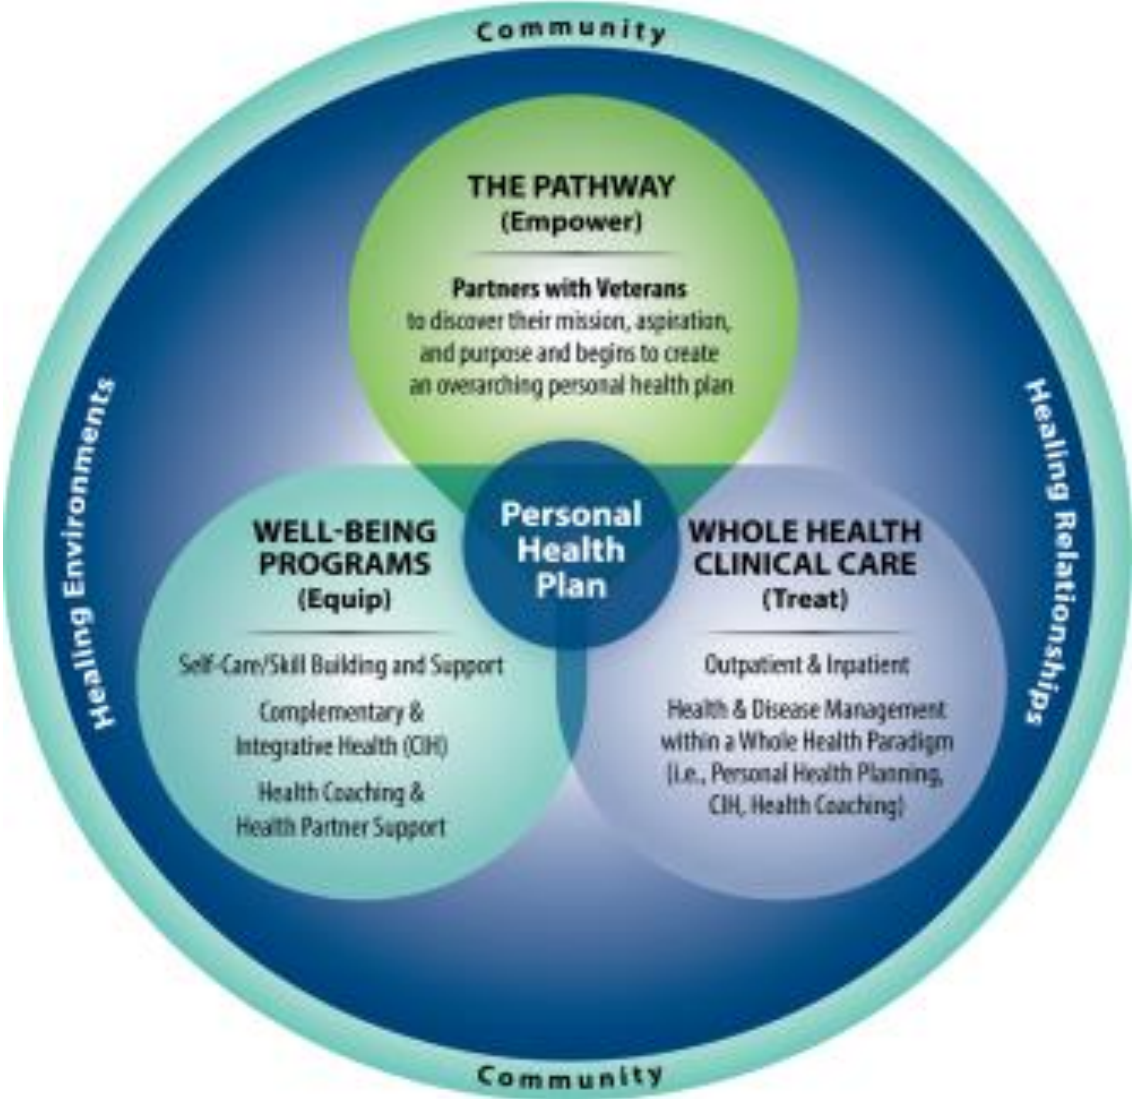 Community
THE PATHWAY
(Empower)
Partners with Veterans
to discover their mission, aspiration,
and purpose and begins to create
an overarching personal health plan
Healing Environments
Healing Relationships
Personal
Health
Plan
WELL-BEING
PROGRAMS
(Equip)
Self-Care/Skill Building and Support
Complementary &
Integrative Health (CIH)
Health Coaching &
Health Partner Support
WHOLE HEALTH
CLINICAL CARE
(Treat)
Outpatient & Inpatient
Health & Disease Management
within a Whole Health Paradigm
(i.e., Personal Health Planning,
CIH, Health Coaching)
Community